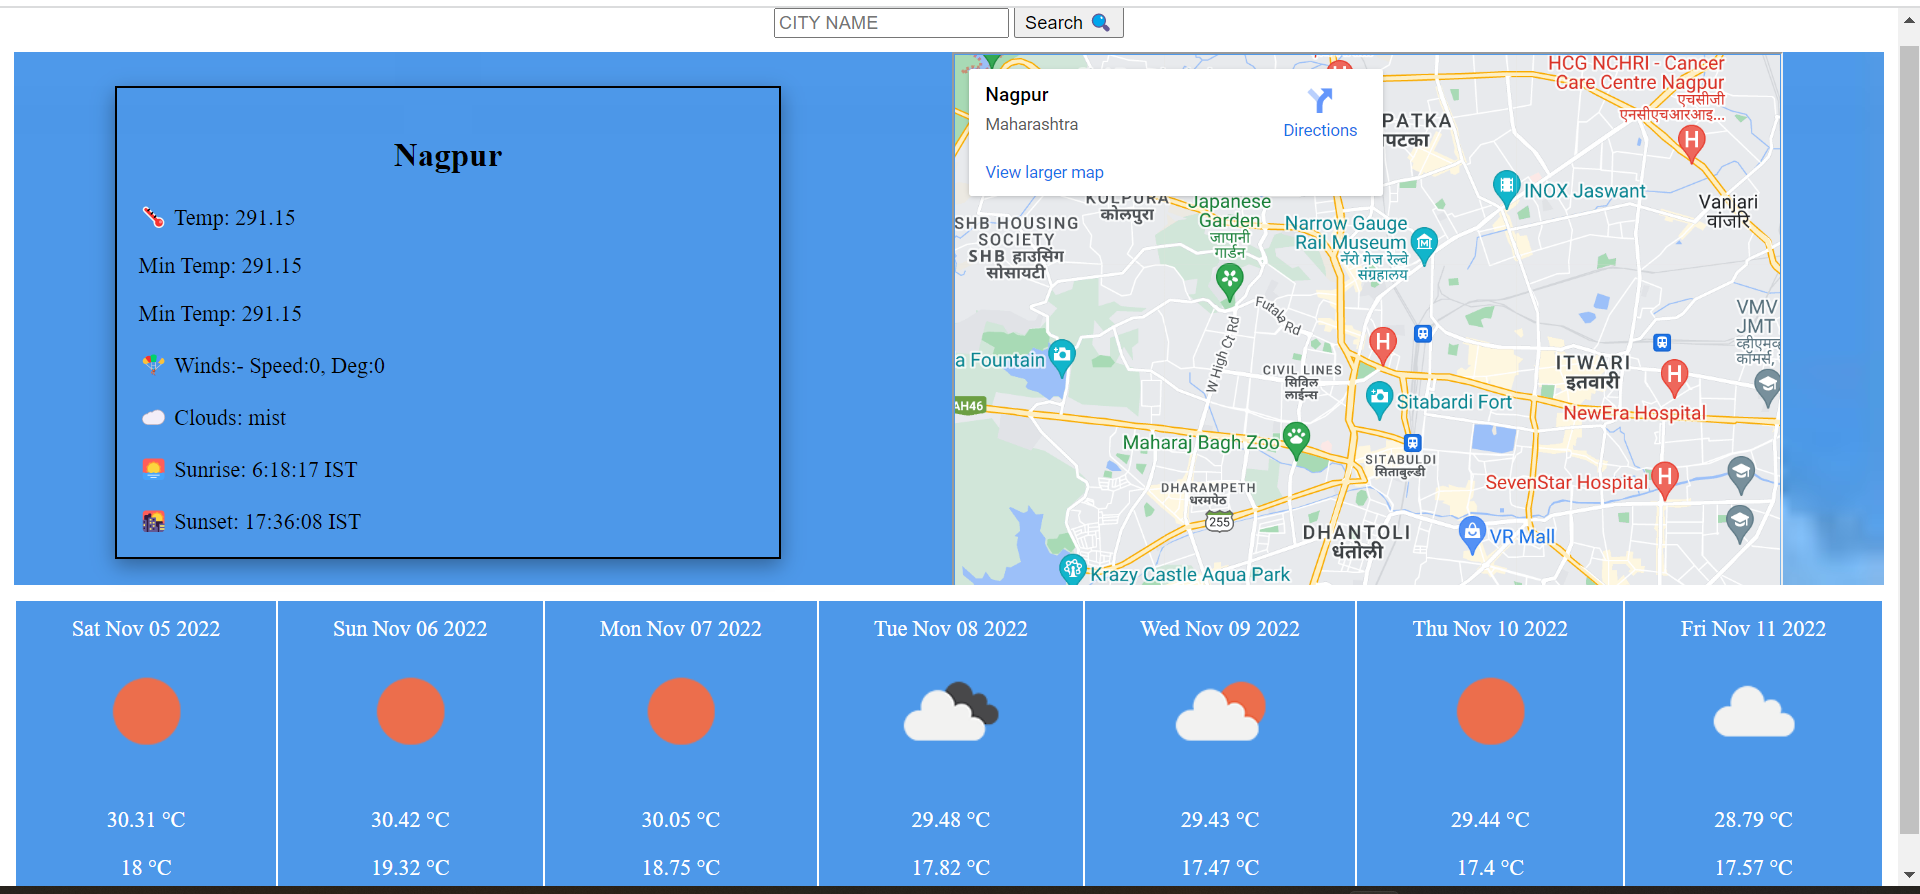 CITY NAME
Search
Nagpur
Temp: 291.15
Min Temp: 291.15
Min Temp: 291.15
Winds:- Speed:0, Deg:0
Clouds: mist
Sunrise: 6:18:17 IST
Sunset: 17:36:08 IST
Nagpur
Maharashtra
Directions
View larger map
HCG NCHRI - Cancer
Care Centre Nagpur
एचसीजी
एनसीएचआरआइ...
PATKA
पटका
INOX Jaswant
Vanjari
वांजरि
KOLPURA
कोलपुरा
Japanese
Garden
जापानी
गार्डन
SHB HOUSING
SOCIETY
SHB हाउसिंग
सोसायटी
Narrow Gauge
Rail Museum
नॅरो गेज रेल्वे
संग्रहालय
Futala Rd
W High Ct Rd
VMV
JMT
व्हीएमव
कॉमर्स,
a Fountain
CIVIL LINES
सिविल
लाईन्स
ITWARI
इतवारी
AH46
Sitabardi Fort
NewEra Hospital
Maharaj Bagh Zoo
SITABULDI
सिताबुल्डी
SevenStar Hospital
DHARAMPETH
धरमपेठ
255
DHANTOLI
धंतोली
VR Mall
Krazy Castle Aqua Park
Sat Nov 05 2022
Sun Nov 06 2022
Mon Nov 07 2022
Tue Nov 08 2022
Wed Nov 09 2022
Thu Nov 10 2022
Fri Nov 11 2022
30.31 °C
30.42 °C
30.05 °C
29.48 °C
29.43 °C
29.44 °C
28.79 °C
18 °C
19.32 °C
18.75 °C
17.82 °C
17.47 °C
17.4 °C
17.57 °C